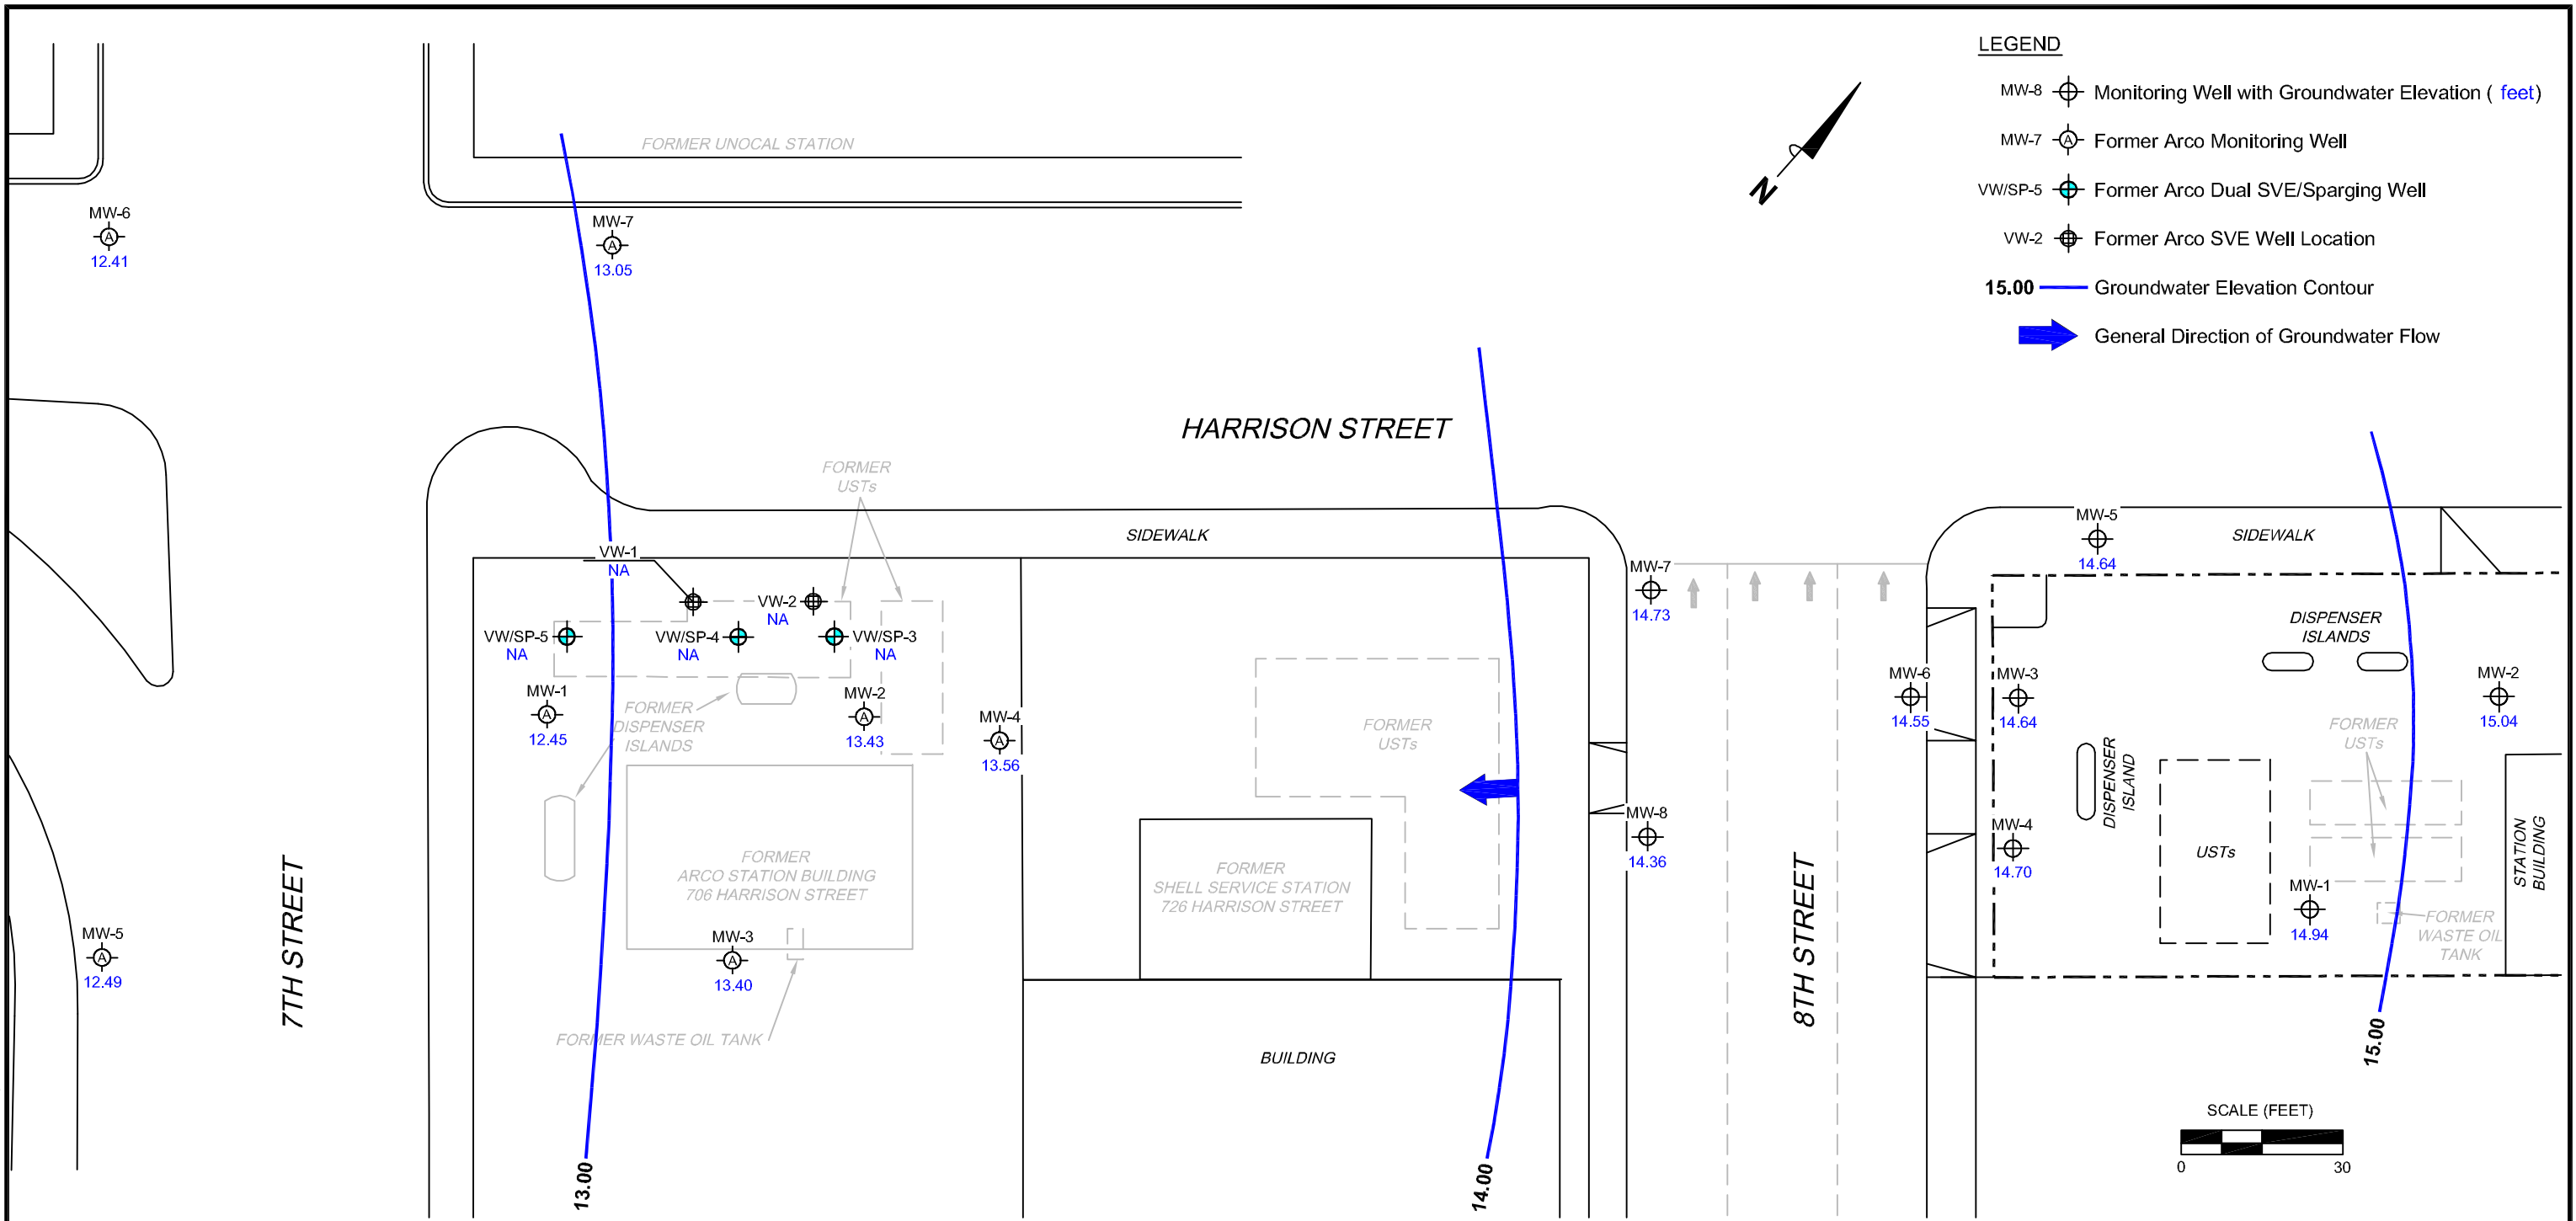 LEGEND
MW-8 Monitoring Well with Groundwater Elevation ( feet)
MW-7 A Former Arco Monitoring Well
VW/SP-5 Former Arco Dual SVE/Sparging Well
VW-2 Former Arco SVE Well Location
15.00 Groundwater Elevation Contour
General Direction of Groundwater Flow
N
FORMER UNOCAL STATION
MW-6
A
12.41
MW-7
A
13.05
HARRISON STREET
FORMER
USTs
SIDEWALK
VW-1
NA
VW-2
NA
VW/SP-5
NA
VW/SP-4
NA
VW/SP-3
NA
MW-1
A
12.45
FORMER
DISPENSER
ISLANDS
MW-2
A
13.43
MW-4
A
13.56
FORMER
ARCO STATION BUILDING
706 HARRISON STREET
MW-3
A
13.40
FORMER WASTE OIL TANK
MW-5
A
12.49
7TH STREET
13.00
FORMER
USTs
FORMER
SHELL SERVICE STATION
726 HARRISON STREET
BUILDING
14.00
MW-7
14.73
MW-8
14.36
8TH STREET
MW-6
14.55
MW-5
14.64
SIDEWALK
DISPENSER
ISLANDS
MW-3
14.64
MW-2
15.04
FORMER
USTs
DISPENSER
ISLAND
MW-4
14.70
USTs
MW-1
14.94
STATION
BUILDING
FORMER
WASTE OIL
TANK
15.00
SCALE (FEET)
0 30